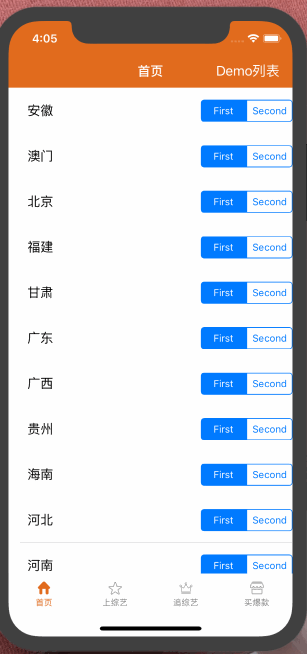 4:05
首页 Demo列表
安徽 First Second
澳门 First Second
北京 First Second
福建 First Second
甘肃 First Second
广东 First Second
广西 First Second
贵州 First Second
海南 First Second
河北 First Second
河南 First Second
首页 上综艺 追综艺 买爆款